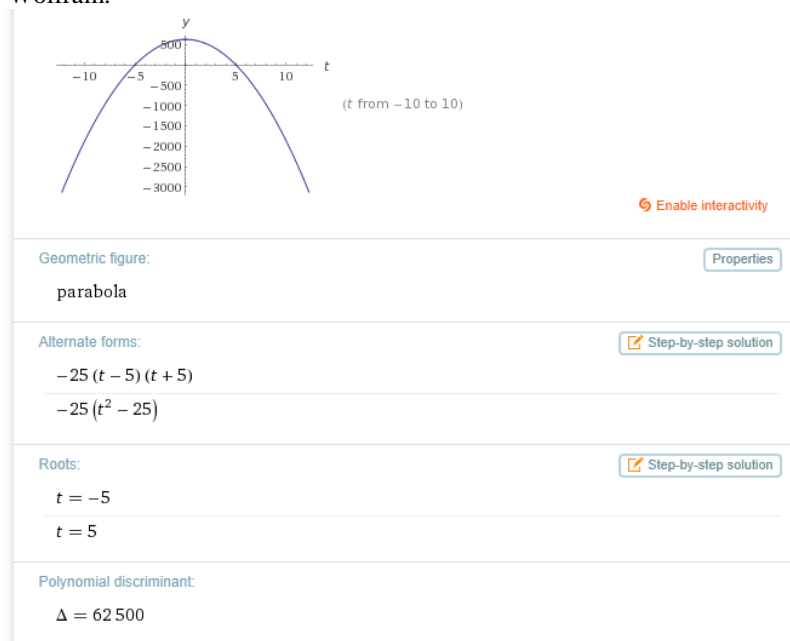 Wolfram.
y
500
t
−10 −5 5 10
−500
(t from −10 to 10)
−1000
−1500
−2000
−2500
−3000
Enable interactivity
Geometric figure:
Properties
parabola
Alternate forms:
Step-by-step solution
−25 (t − 5) (t + 5)
−25 (t² − 25)
Roots:
Step-by-step solution
t = −5
t = 5
Polynomial discriminant:
Δ = 62 500